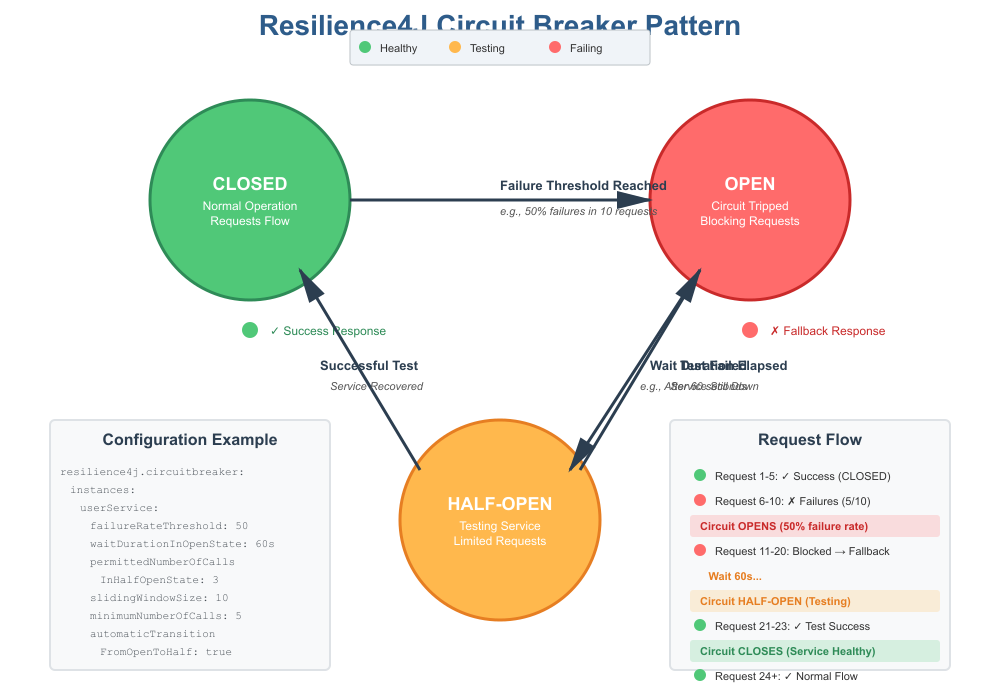 Resilience4J Circuit Breaker Pattern
Healthy
Testing
Failing
CLOSED
Normal Operation
Requests Flow
Failure Threshold Reached
e.g., 50% failures in 10 requests
OPEN
Circuit Tripped
Blocking Requests
✓ Success Response
✗ Fallback Response
Successful Test
Service Recovered
Wait Duration Elapsed
e.g., After 60 seconds
Test Failed
Service Still Down
HALF-OPEN
Testing Service
Limited Requests
Configuration Example
resilience4j.circuitbreaker:
instances:
userService:
failureRateThreshold: 50
waitDurationInOpenState: 60s
permittedNumberOfCalls
InHalfOpenState: 3
slidingWindowSize: 10
minimumNumberOfCalls: 5
automaticTransition
FromOpenToHalf: true
Request Flow
Request 1-5: ✓ Success (CLOSED)
Request 6-10: ✗ Failures (5/10)
Circuit OPENS (50% failure rate)
Request 11-20: Blocked → Fallback
Wait 60s...
Circuit HALF-OPEN (Testing)
Request 21-23: ✓ Test Success
Circuit CLOSES (Service Healthy)
Request 24+: ✓ Normal Flow